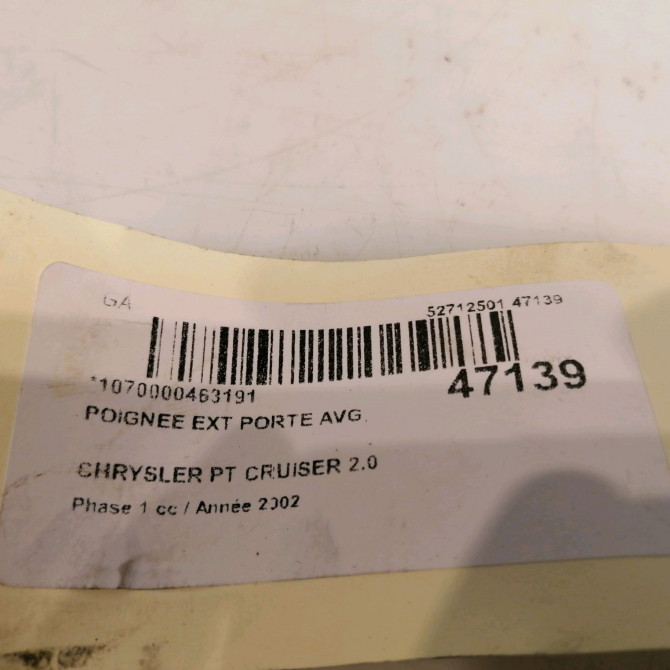 GA
52712501 47139
*1070000463191
47139
POIGNEE EXT PORTE AVG.
CHRYSLER PT CRUISER 2.0
Phase 1 cc / Année 2002